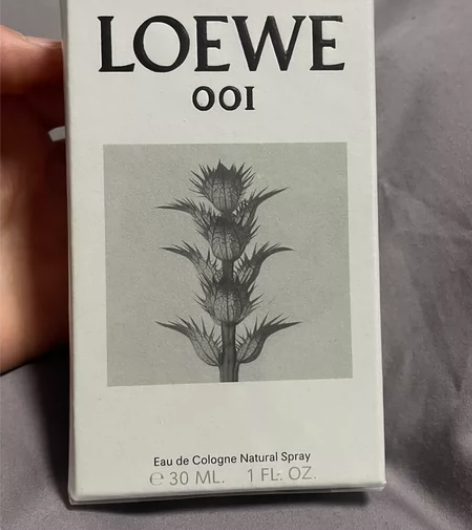 LOEWE
001
Eau de Cologne Natural Spray
℮ 30 ML. 1 FL. OZ.